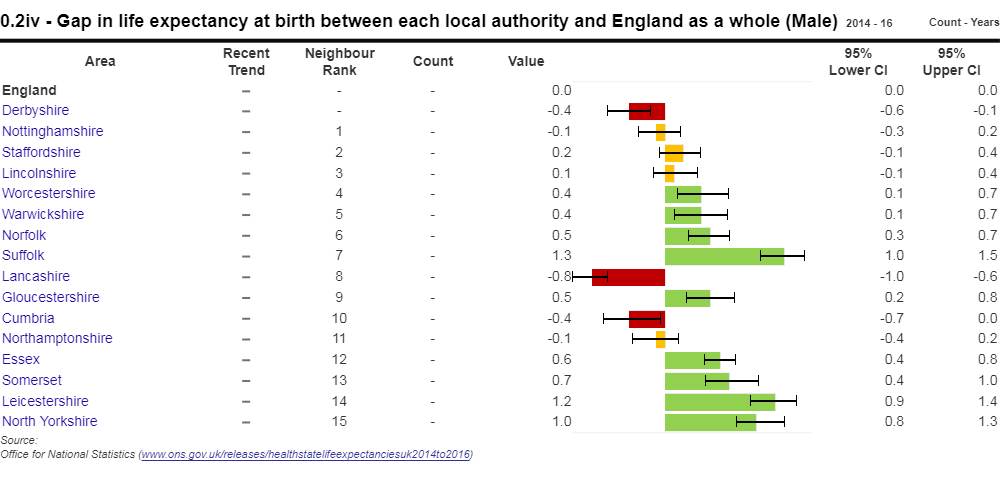 0.2iv - Gap in life expectancy at birth between each local authority and England as a whole (Male) 2014 - 16 Count - Years
Area Recent Trend Neighbour Rank Count Value 95% Lower CI 95% Upper CI
England – - - 0.0 0.0 0.0
Derbyshire – - - -0.4 -0.6 -0.1
Nottinghamshire – 1 - -0.1 -0.3 0.2
Staffordshire – 2 - 0.2 -0.1 0.4
Lincolnshire – 3 - 0.1 -0.1 0.4
Worcestershire – 4 - 0.4 0.1 0.7
Warwickshire – 5 - 0.4 0.1 0.7
Norfolk – 6 - 0.5 0.3 0.7
Suffolk – 7 - 1.3 1.0 1.5
Lancashire – 8 - -0.8 -1.0 -0.6
Gloucestershire – 9 - 0.5 0.2 0.8
Cumbria – 10 - -0.4 -0.7 0.0
Northamptonshire – 11 - -0.1 -0.4 0.2
Essex – 12 - 0.6 0.4 0.8
Somerset – 13 - 0.7 0.4 1.0
Leicestershire – 14 - 1.2 0.9 1.4
North Yorkshire – 15 - 1.0 0.8 1.3
Source:
Office for National Statistics (www.ons.gov.uk/releases/healthstatelifeexpectanciesuk2014to2016)